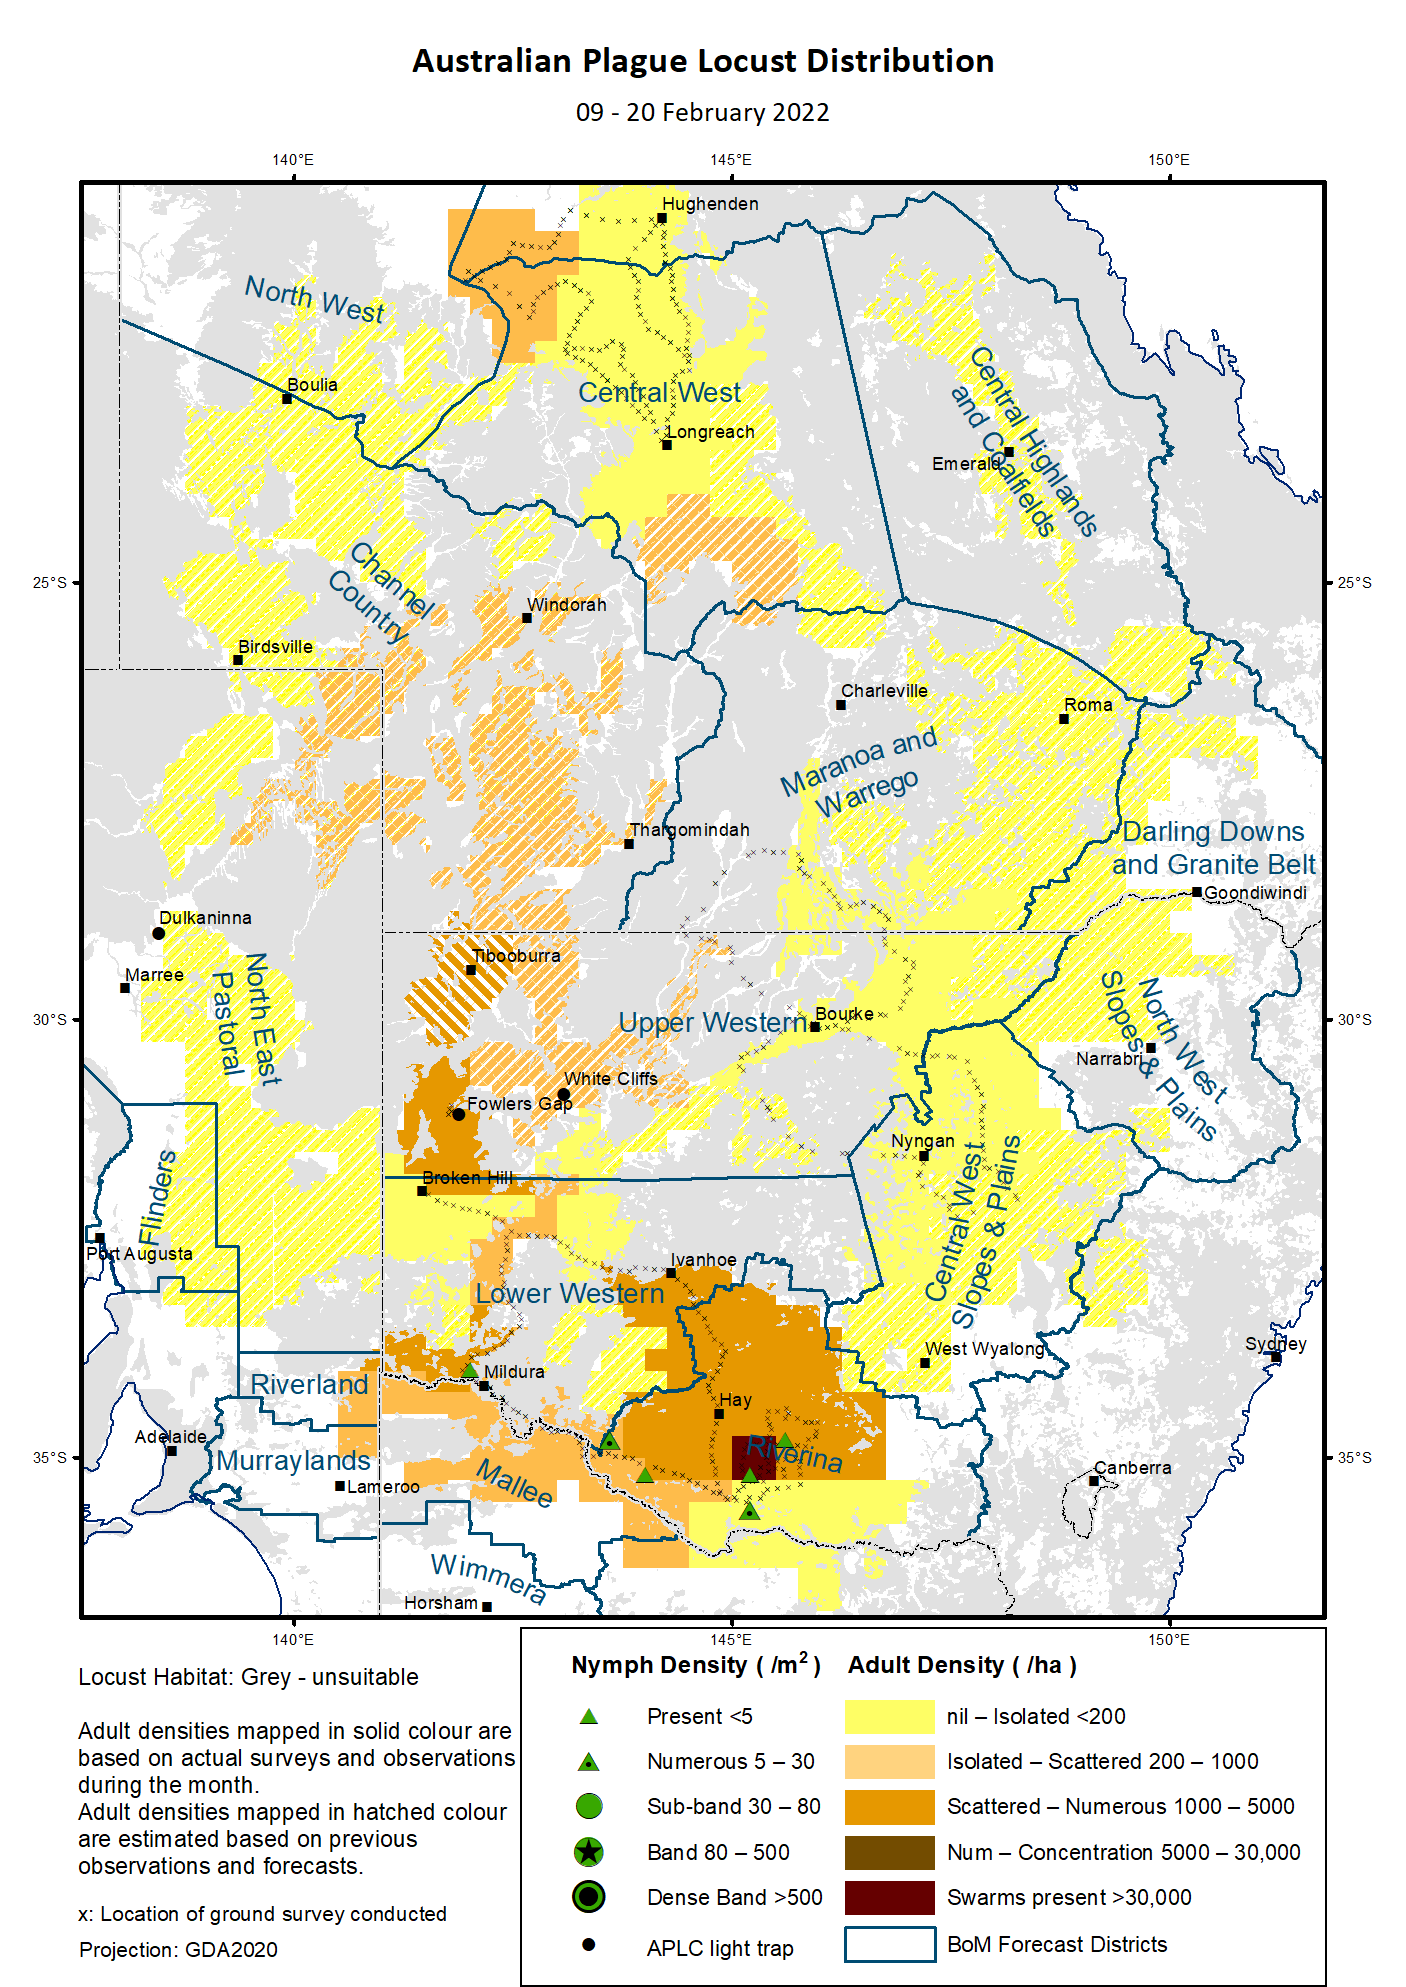 Australian Plague Locust Distribution
09 - 20 February 2022
140°E
145°E
150°E
Hughenden
North West
Boulia
Central West
Longreach
Central Highlands
and Coalfields
Emerald
25°S
25°S
Channel
Country
Windorah
Birdsville
Charleville
Roma
Maranoa and
Warrego
Thargomindah
Darling Downs
and Granite Belt
Goondiwindi
Dulkaninna
Marree
North East
Pastoral
Tibooburra
30°S
30°S
Upper Western
Bourke
North West
Slopes & Plains
Narrabri
White Cliffs
Fowlers Gap
Nyngan
Central West
Slopes & Plains
Broken Hill
Flinders
Port Augusta
Ivanhoe
Lower Western
West Wyalong
Sydney
Mildura
Riverland
Hay
Adelaide
Riverina
35°S
35°S
Murraylands
Mallee
Canberra
Lameroo
Wimmera
Horsham
140°E
145°E
150°E
Locust Habitat: Grey - unsuitable
Adult densities mapped in solid colour are
based on actual surveys and observations
during the month.
Adult densities mapped in hatched colour
are estimated based on previous
observations and forecasts.
x: Location of ground survey conducted
Projection: GDA2020
Nymph Density ( /m² )
Present <5
Numerous 5 – 30
Sub-band 30 – 80
Band 80 – 500
Dense Band >500
APLC light trap
Adult Density ( /ha )
nil – Isolated <200
Isolated – Scattered 200 – 1000
Scattered – Numerous 1000 – 5000
Num – Concentration 5000 – 30,000
Swarms present >30,000
BoM Forecast Districts